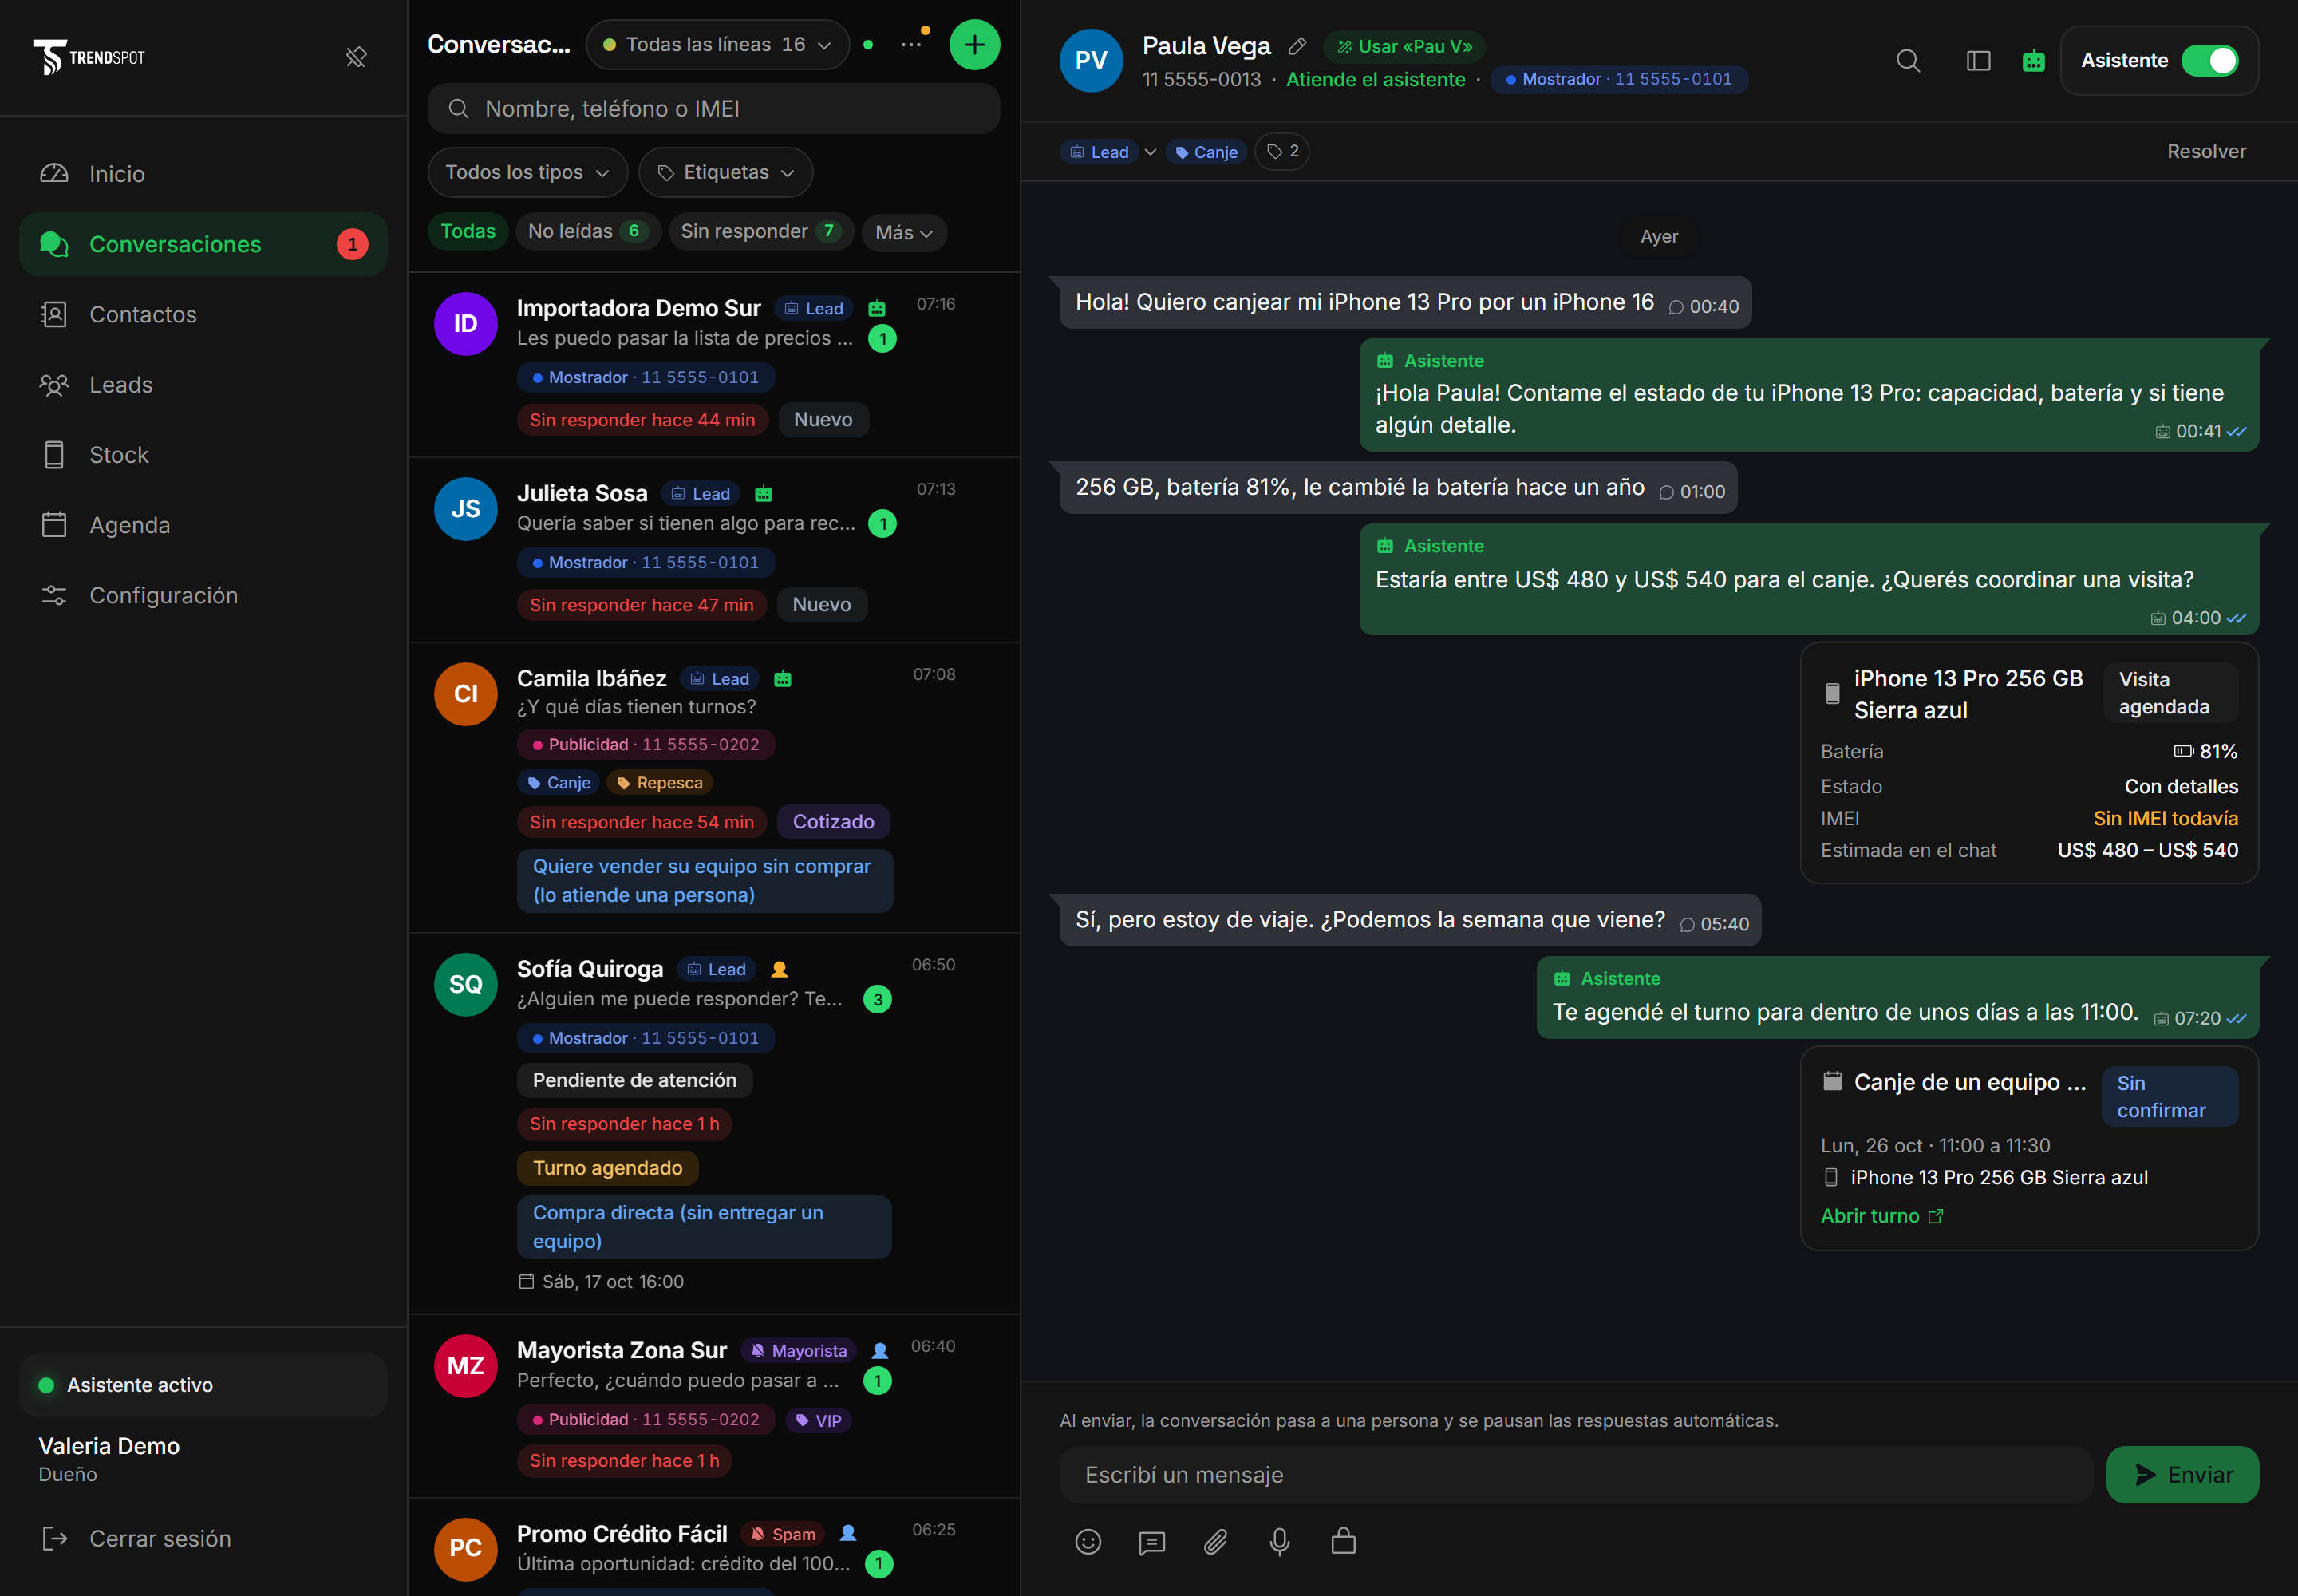 TRENDSPOT
Inicio
Conversaciones
1
Contactos
Leads
Stock
Agenda
Configuración
Asistente activo
Valeria Demo
Dueño
Cerrar sesión
Conversac...
Todas las líneas 16
Nombre, teléfono o IMEI
Todos los tipos
Etiquetas
Todas
No leídas 6
Sin responder 7
Más
ID
Importadora Demo Sur
Lead
07:16
Les puedo pasar la lista de precios ...
1
Mostrador · 11 5555-0101
Sin responder hace 44 min
Nuevo
JS
Julieta Sosa
Lead
07:13
Quería saber si tienen algo para rec...
1
Mostrador · 11 5555-0101
Sin responder hace 47 min
Nuevo
CI
Camila Ibáñez
Lead
07:08
¿Y qué días tienen turnos?
Publicidad · 11 5555-0202
Canje
Repesca
Sin responder hace 54 min
Cotizado
Quiere vender su equipo sin comprar
(lo atiende una persona)
SQ
Sofía Quiroga
Lead
06:50
¿Alguien me puede responder? Te...
3
Mostrador · 11 5555-0101
Pendiente de atención
Sin responder hace 1 h
Turno agendado
Compra directa (sin entregar un
equipo)
Sáb, 17 oct 16:00
MZ
Mayorista Zona Sur
Mayorista
06:40
Perfecto, ¿cuándo puedo pasar a ...
1
Publicidad · 11 5555-0202
VIP
Sin responder hace 1 h
PC
Promo Crédito Fácil
Spam
06:25
Última oportunidad: crédito del 100...
1
PV
Paula Vega
Usar «Pau V»
11 5555-0013 · Atiende el asistente · Mostrador · 11 5555-0101
Asistente
Lead
Canje
2
Resolver
Ayer
Hola! Quiero canjear mi iPhone 13 Pro por un iPhone 16 00:40
Asistente
¡Hola Paula! Contame el estado de tu iPhone 13 Pro: capacidad, batería y si tiene
algún detalle.
00:41
256 GB, batería 81%, le cambié la batería hace un año 01:00
Asistente
Estaría entre US$ 480 y US$ 540 para el canje. ¿Querés coordinar una visita?
04:00
iPhone 13 Pro 256 GB
Sierra azul
Visita
agendada
Batería 81%
Estado Con detalles
IMEI Sin IMEI todavía
Estimada en el chat US$ 480 – US$ 540
Sí, pero estoy de viaje. ¿Podemos la semana que viene? 05:40
Asistente
Te agendé el turno para dentro de unos días a las 11:00. 07:20
Canje de un equipo ...
Sin
confirmar
Lun, 26 oct · 11:00 a 11:30
iPhone 13 Pro 256 GB Sierra azul
Abrir turno
Al enviar, la conversación pasa a una persona y se pausan las respuestas automáticas.
Escribí un mensaje
Enviar